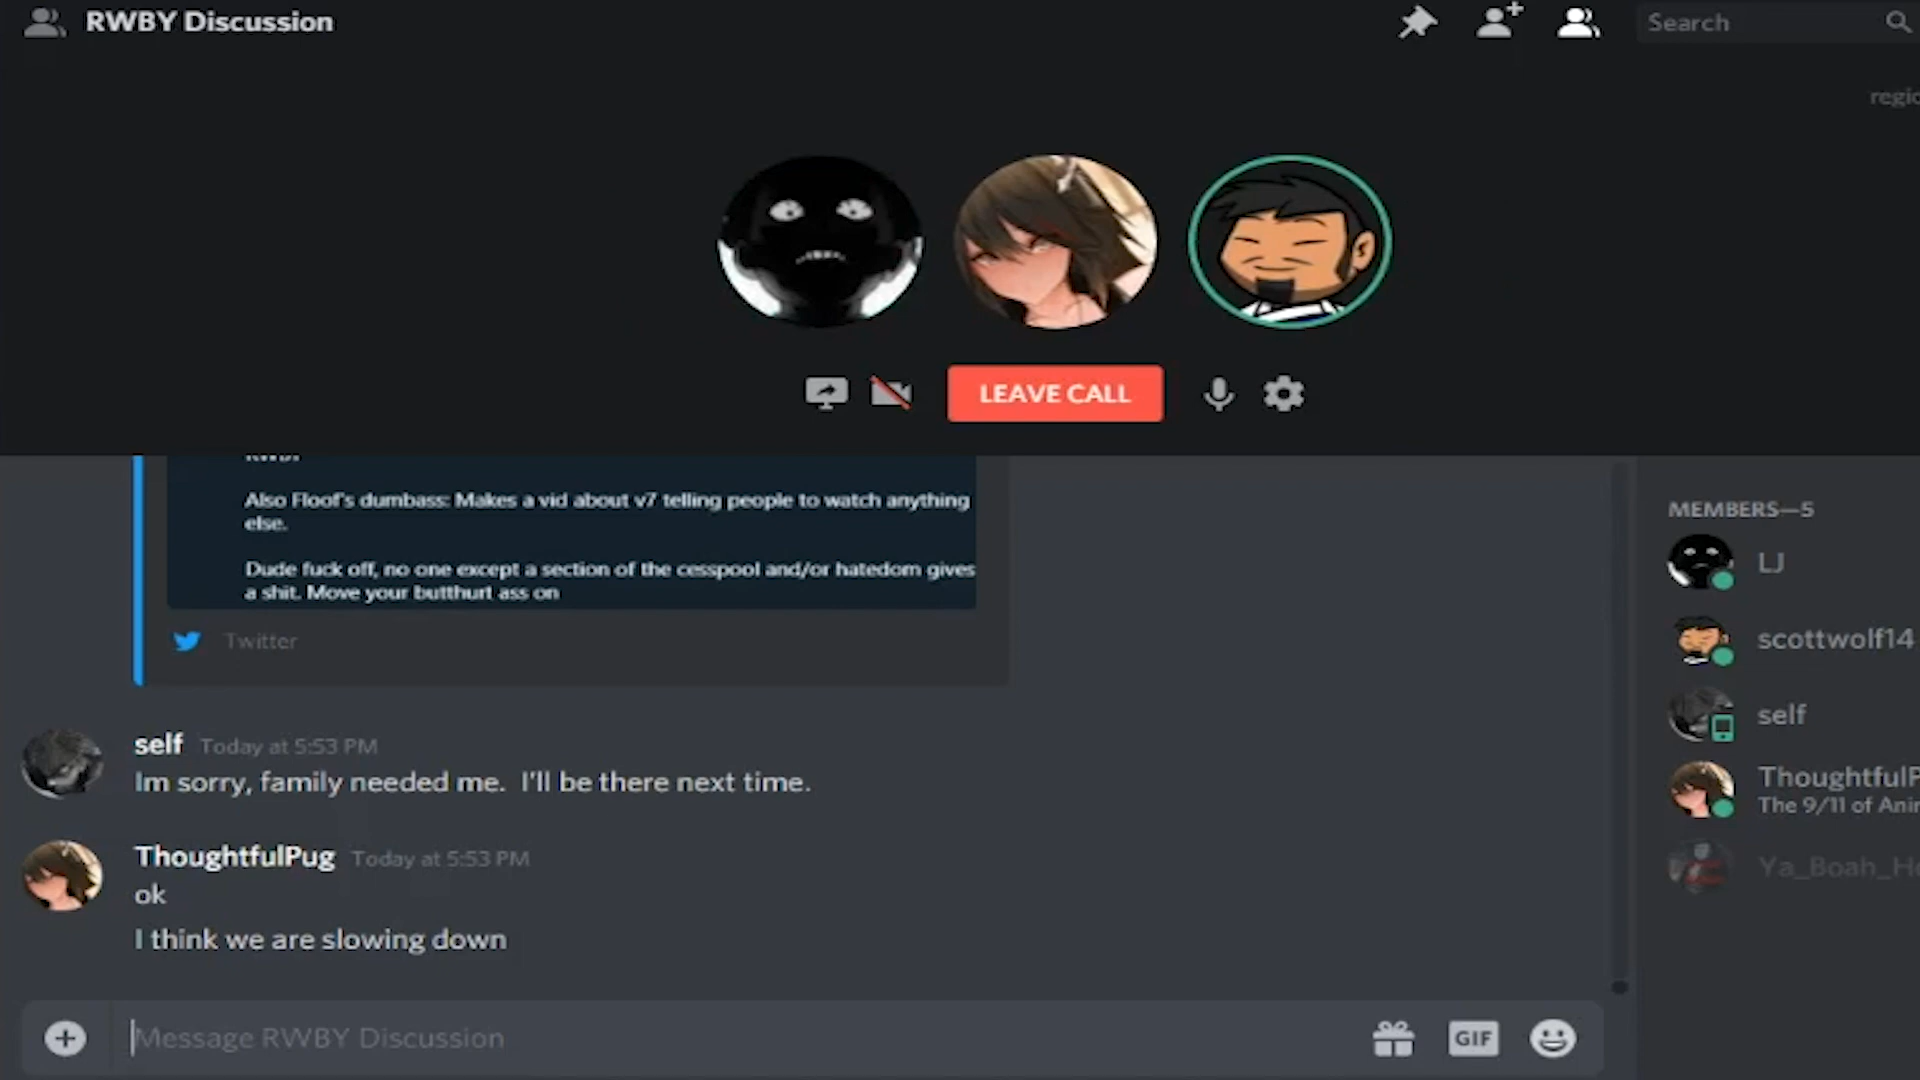 RWBY Discussion
Search
LEAVE CALL
RWBY
Also Floof's dumbass: Makes a vid about v7 telling people to watch anything
else.
Dude fuck off, no one except a section of the cesspool and/or hatedom gives
a shit. Move your butthurt ass on
Twitter
self Today at 5:53 PM
Im sorry, family needed me. I'll be there next time.
ThoughtfulPug Today at 5:53 PM
ok
I think we are slowing down
Message RWBY Discussion
GIF
MEMBERS—5
LJ
scottwolf14
self
ThoughtfulP
The 9/11 of
Ya_Boah_He